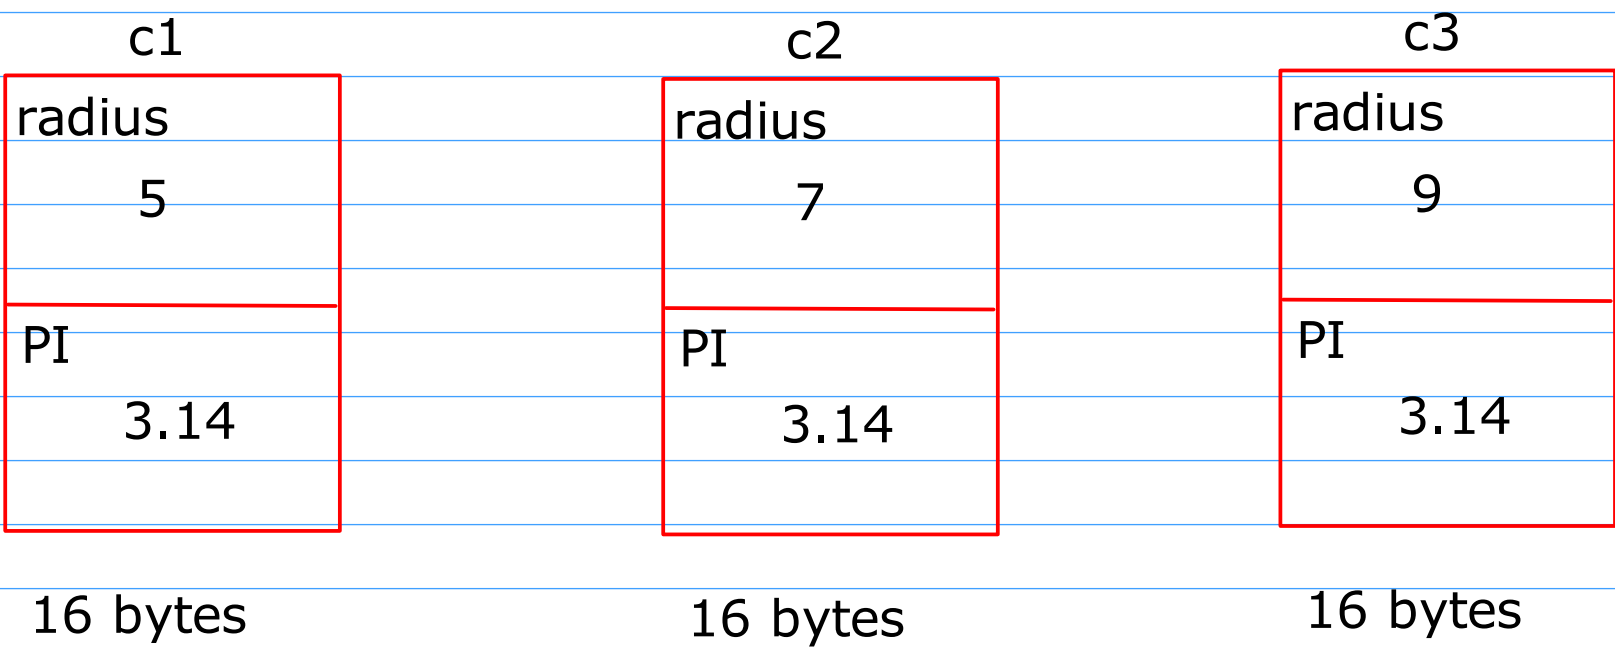 c1
radius
5
PI
3.14
16 bytes
c2
radius
7
PI
3.14
16 bytes
c3
radius
9
PI
3.14
16 bytes